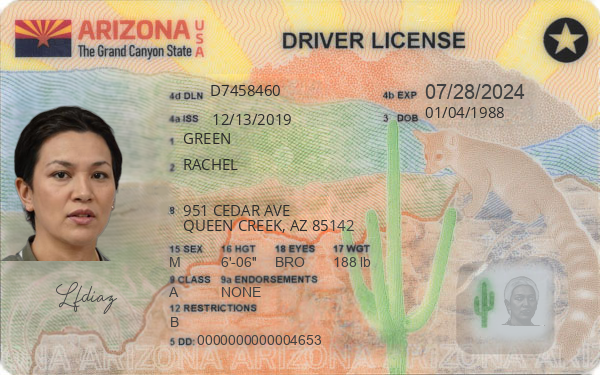 ARIZONA USA
The Grand Canyon State
DRIVER LICENSE
4d DLN D7458460
4b EXP 07/28/2024
4a ISS 12/13/2019
3 DOB 01/04/1988
1 GREEN
2 RACHEL
8 951 CEDAR AVE
QUEEN CREEK, AZ 85142
15 SEX 16 HGT 18 EYES 17 WGT
M 6'-06" BRO 188 lb
9 CLASS 9a ENDORSEMENTS
A NONE
12 RESTRICTIONS
B
5 DD: 0000000000004653
Lfdiaz
ARIZONA ARIZONA ARIZONA ARIZONA